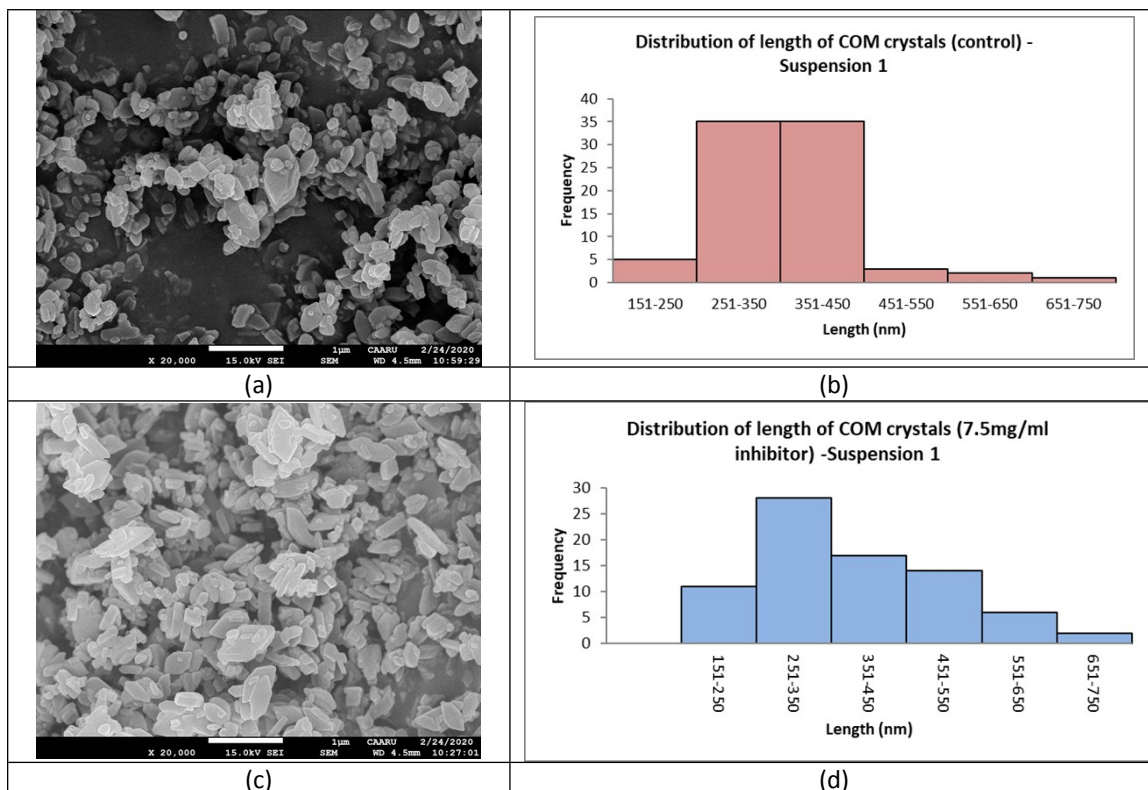 X 20,000 15.0kV SEI 1µm CAARU 2/24/2020
SEM WD 4.5mm 10:59:29
(a)
Distribution of length of COM crystals (control) -
Suspension 1
Frequency
40
35
30
25
20
15
10
5
0
151-250 251-350 351-450 451-550 551-650 651-750
Length (nm)
(b)
X 20,000 15.0kV SEI 1µm CAARU 2/24/2020
SEM WD 4.5mm 10:27:01
(c)
Distribution of length of COM crystals (7.5mg/ml
inhibitor) -Suspension 1
Frequency
30
25
20
15
10
5
0
151-250
251-350
351-450
451-550
551-650
651-750
Length (nm)
(d)